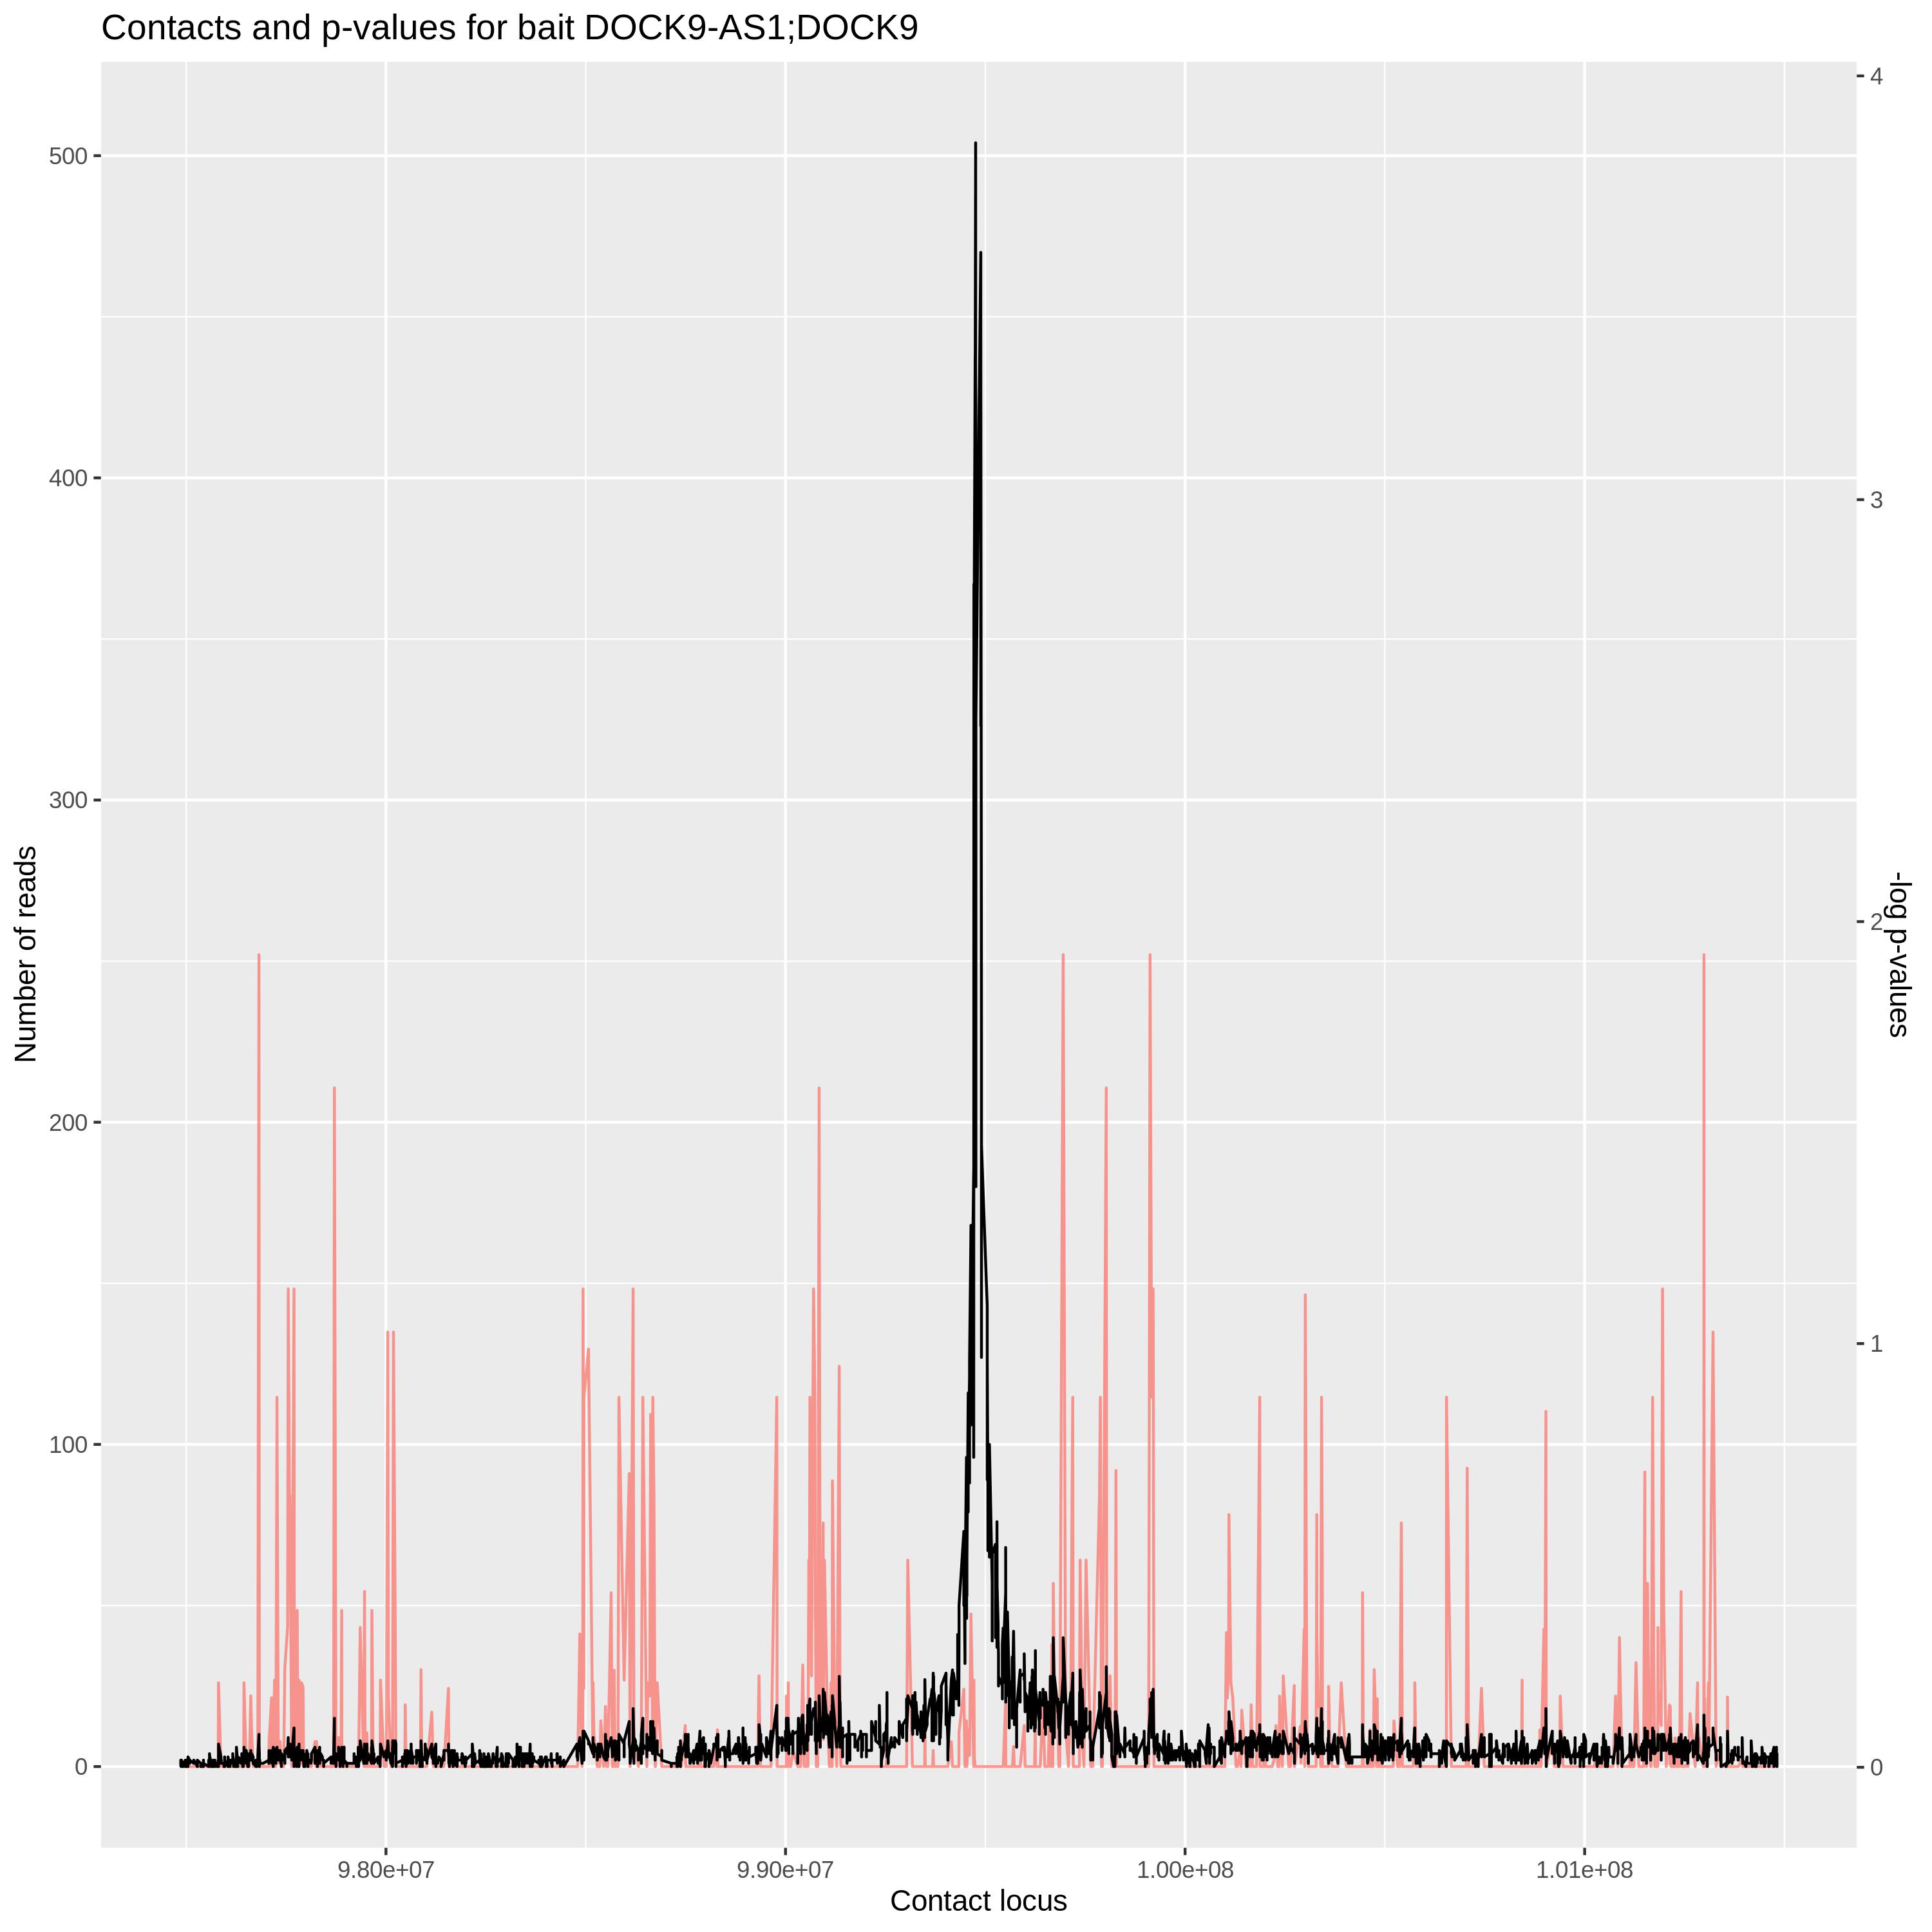 Contacts and p-values for bait DOCK9-AS1;DOCK9
500
400
300
200
100
0
Number of reads
4
3
2
1
0
-log p-values
9.80e+07
9.90e+07
1.00e+08
1.01e+08
Contact locus